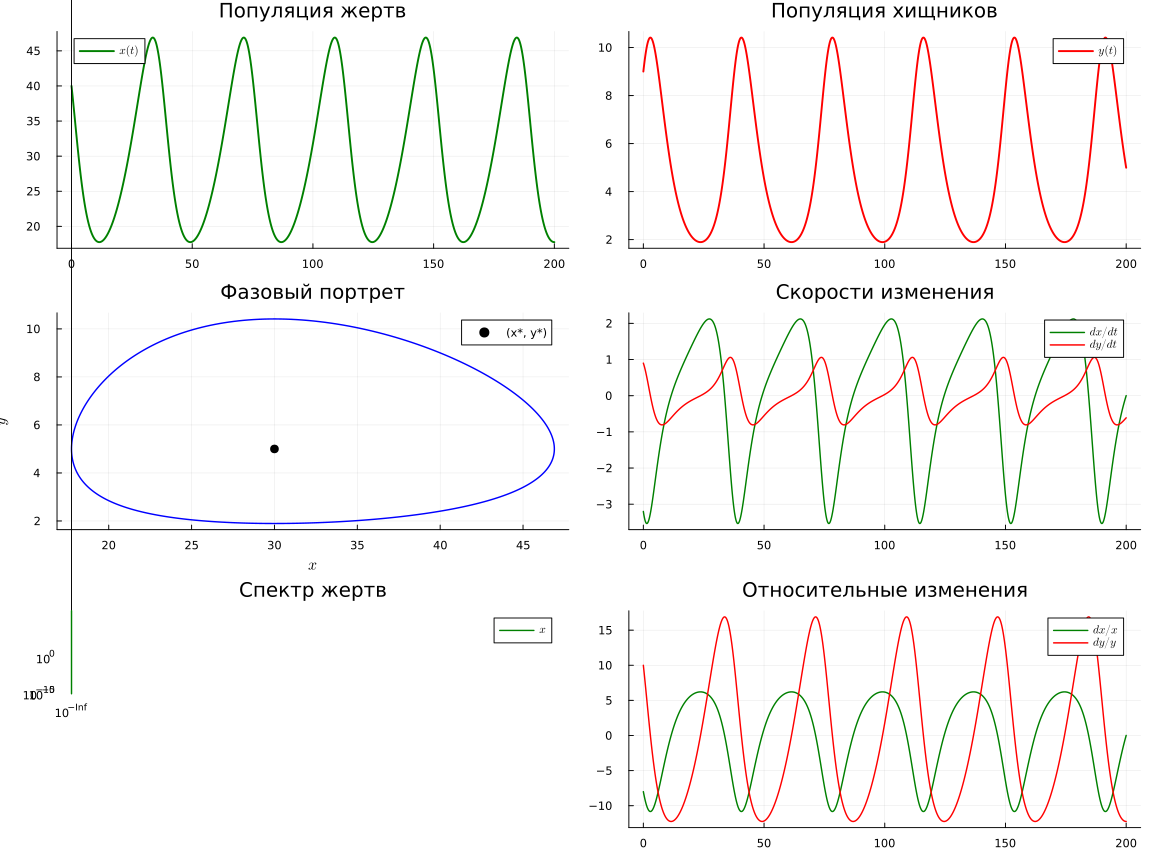 Популяция жертв
x(t)
45
40
35
30
25
20
0 50 100 150 200
Популяция хищников
y(t)
10
8
6
4
2
0 50 100 150 200
Фазовый портрет
(x*, y*)
10
8
6
4
2
y
20 25 30 35 40 45
x
Скорости изменения
dx/dt
dy/dt
2
1
0
−1
−2
−3
0 50 100 150 200
Спектр жертв
x
10⁰
10^−Inf
Относительные изменения
dx/x
dy/y
15
10
5
0
−5
−10
0 50 100 150 200